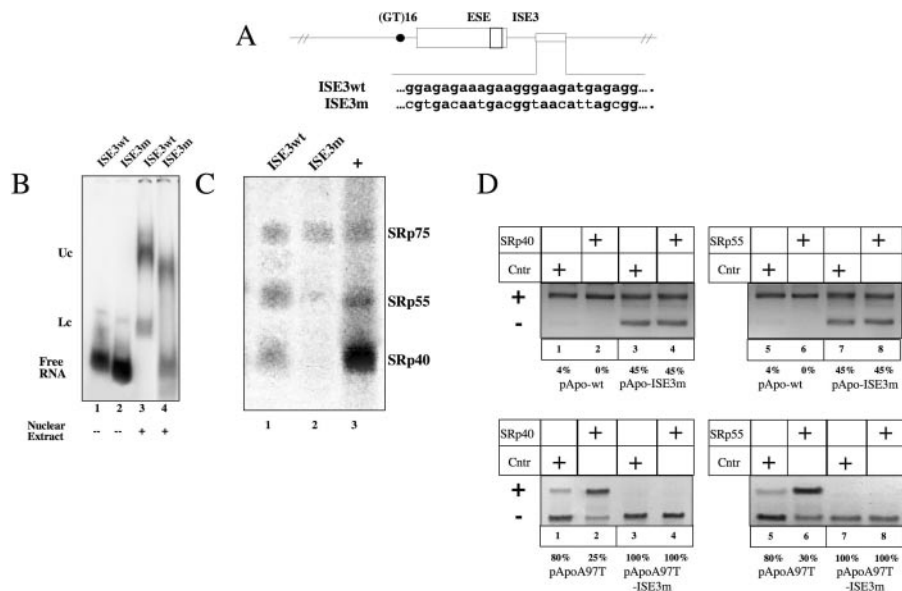 A
(GT)16 ESE ISE3
ISE3wt …ggagagaaagaagggaagatgagagg….
ISE3m …cgtgacaatgacggtaacattagcgg….
B
ISE3wt ISE3m ISE3wt ISE3m
Uc
Lc
Free
RNA
1 2 3 4
Nuclear
Extract -- -- + +
C
ISE3wt ISE3m +
SRp75
SRp55
SRp40
1 2 3
D
SRp40 + +
Cntr + +
+
-
1 2 3 4
4% 0% 45% 45%
pApo-wt pApo-ISE3m
SRp55 + +
Cntr + +
5 6 7 8
4% 0% 45% 45%
pApo-wt pApo-ISE3m
SRp40 + +
Cntr + +
+
-
1 2 3 4
80% 25% 100% 100%
pApoA97T pApoA97T
-ISE3m
SRp55 + +
Cntr + +
5 6 7 8
80% 30% 100% 100%
pApoA97T pApoA97T
-ISE3m